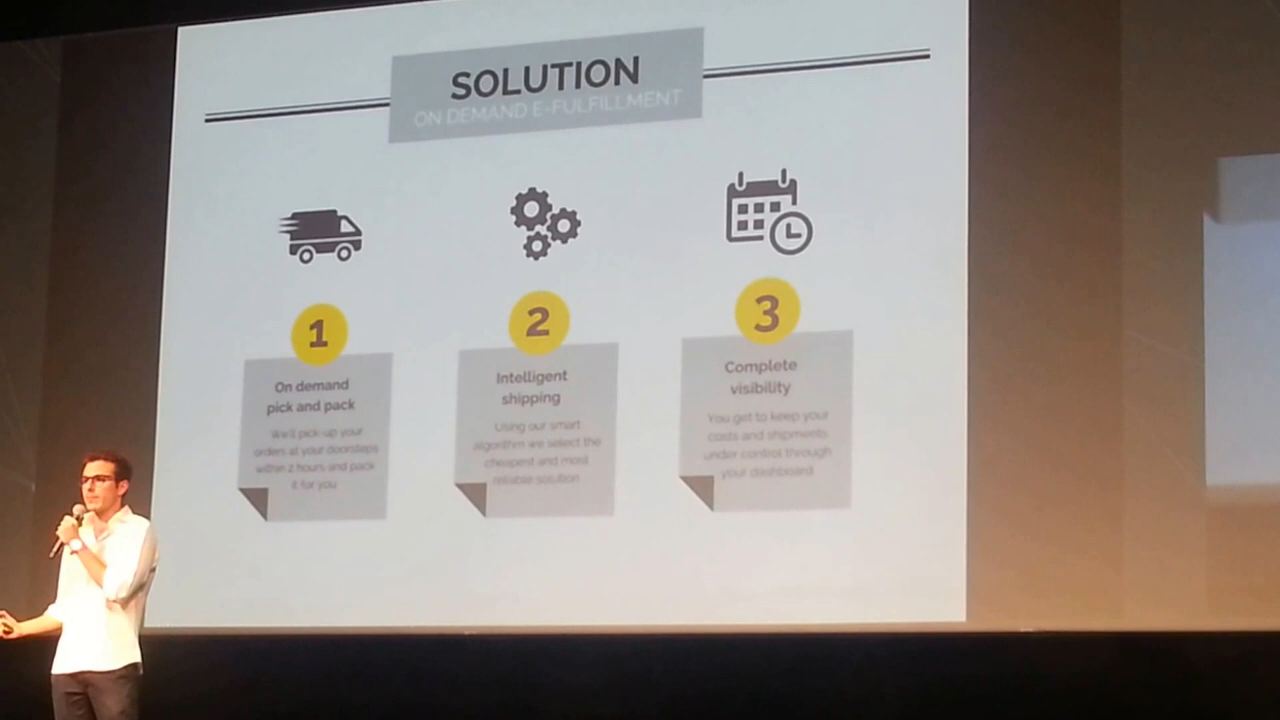 SOLUTION
ON DEMAND E-FULFILLMENT
1
On demand
pick and pack
We'll pick-up your
orders at your doorsteps
within 2 hours and pack
it for you
2
Intelligent
shipping
Using our smart
algorithm we select the
cheapest and most
reliable solution
3
Complete
visibility
You get to keep your
costs and shipments
under control through
your dashboard